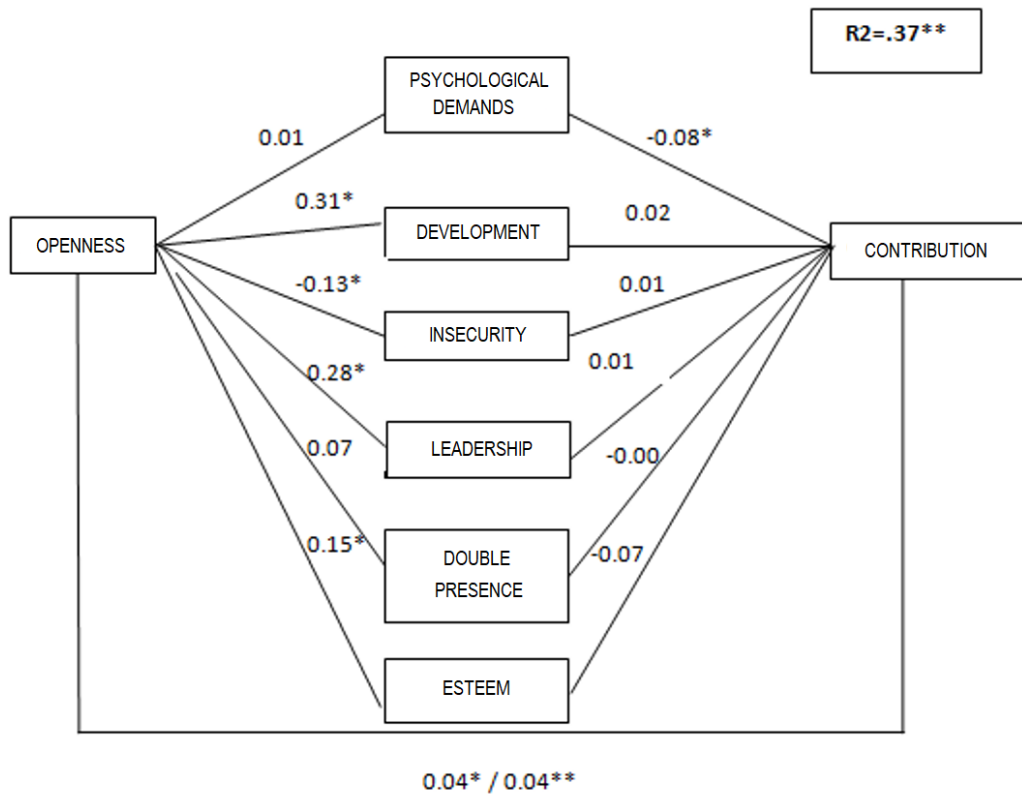 R2=.37**
PSYCHOLOGICAL
DEMANDS
0.01
-0.08*
0.31*
0.02
OPENNESS
DEVELOPMENT
CONTRIBUTION
-0.13*
0.01
INSECURITY
0.28*
0.01
LEADERSHIP
0.07
-0.00
0.15*
DOUBLE
PRESENCE
-0.07
ESTEEM
0.04* / 0.04**